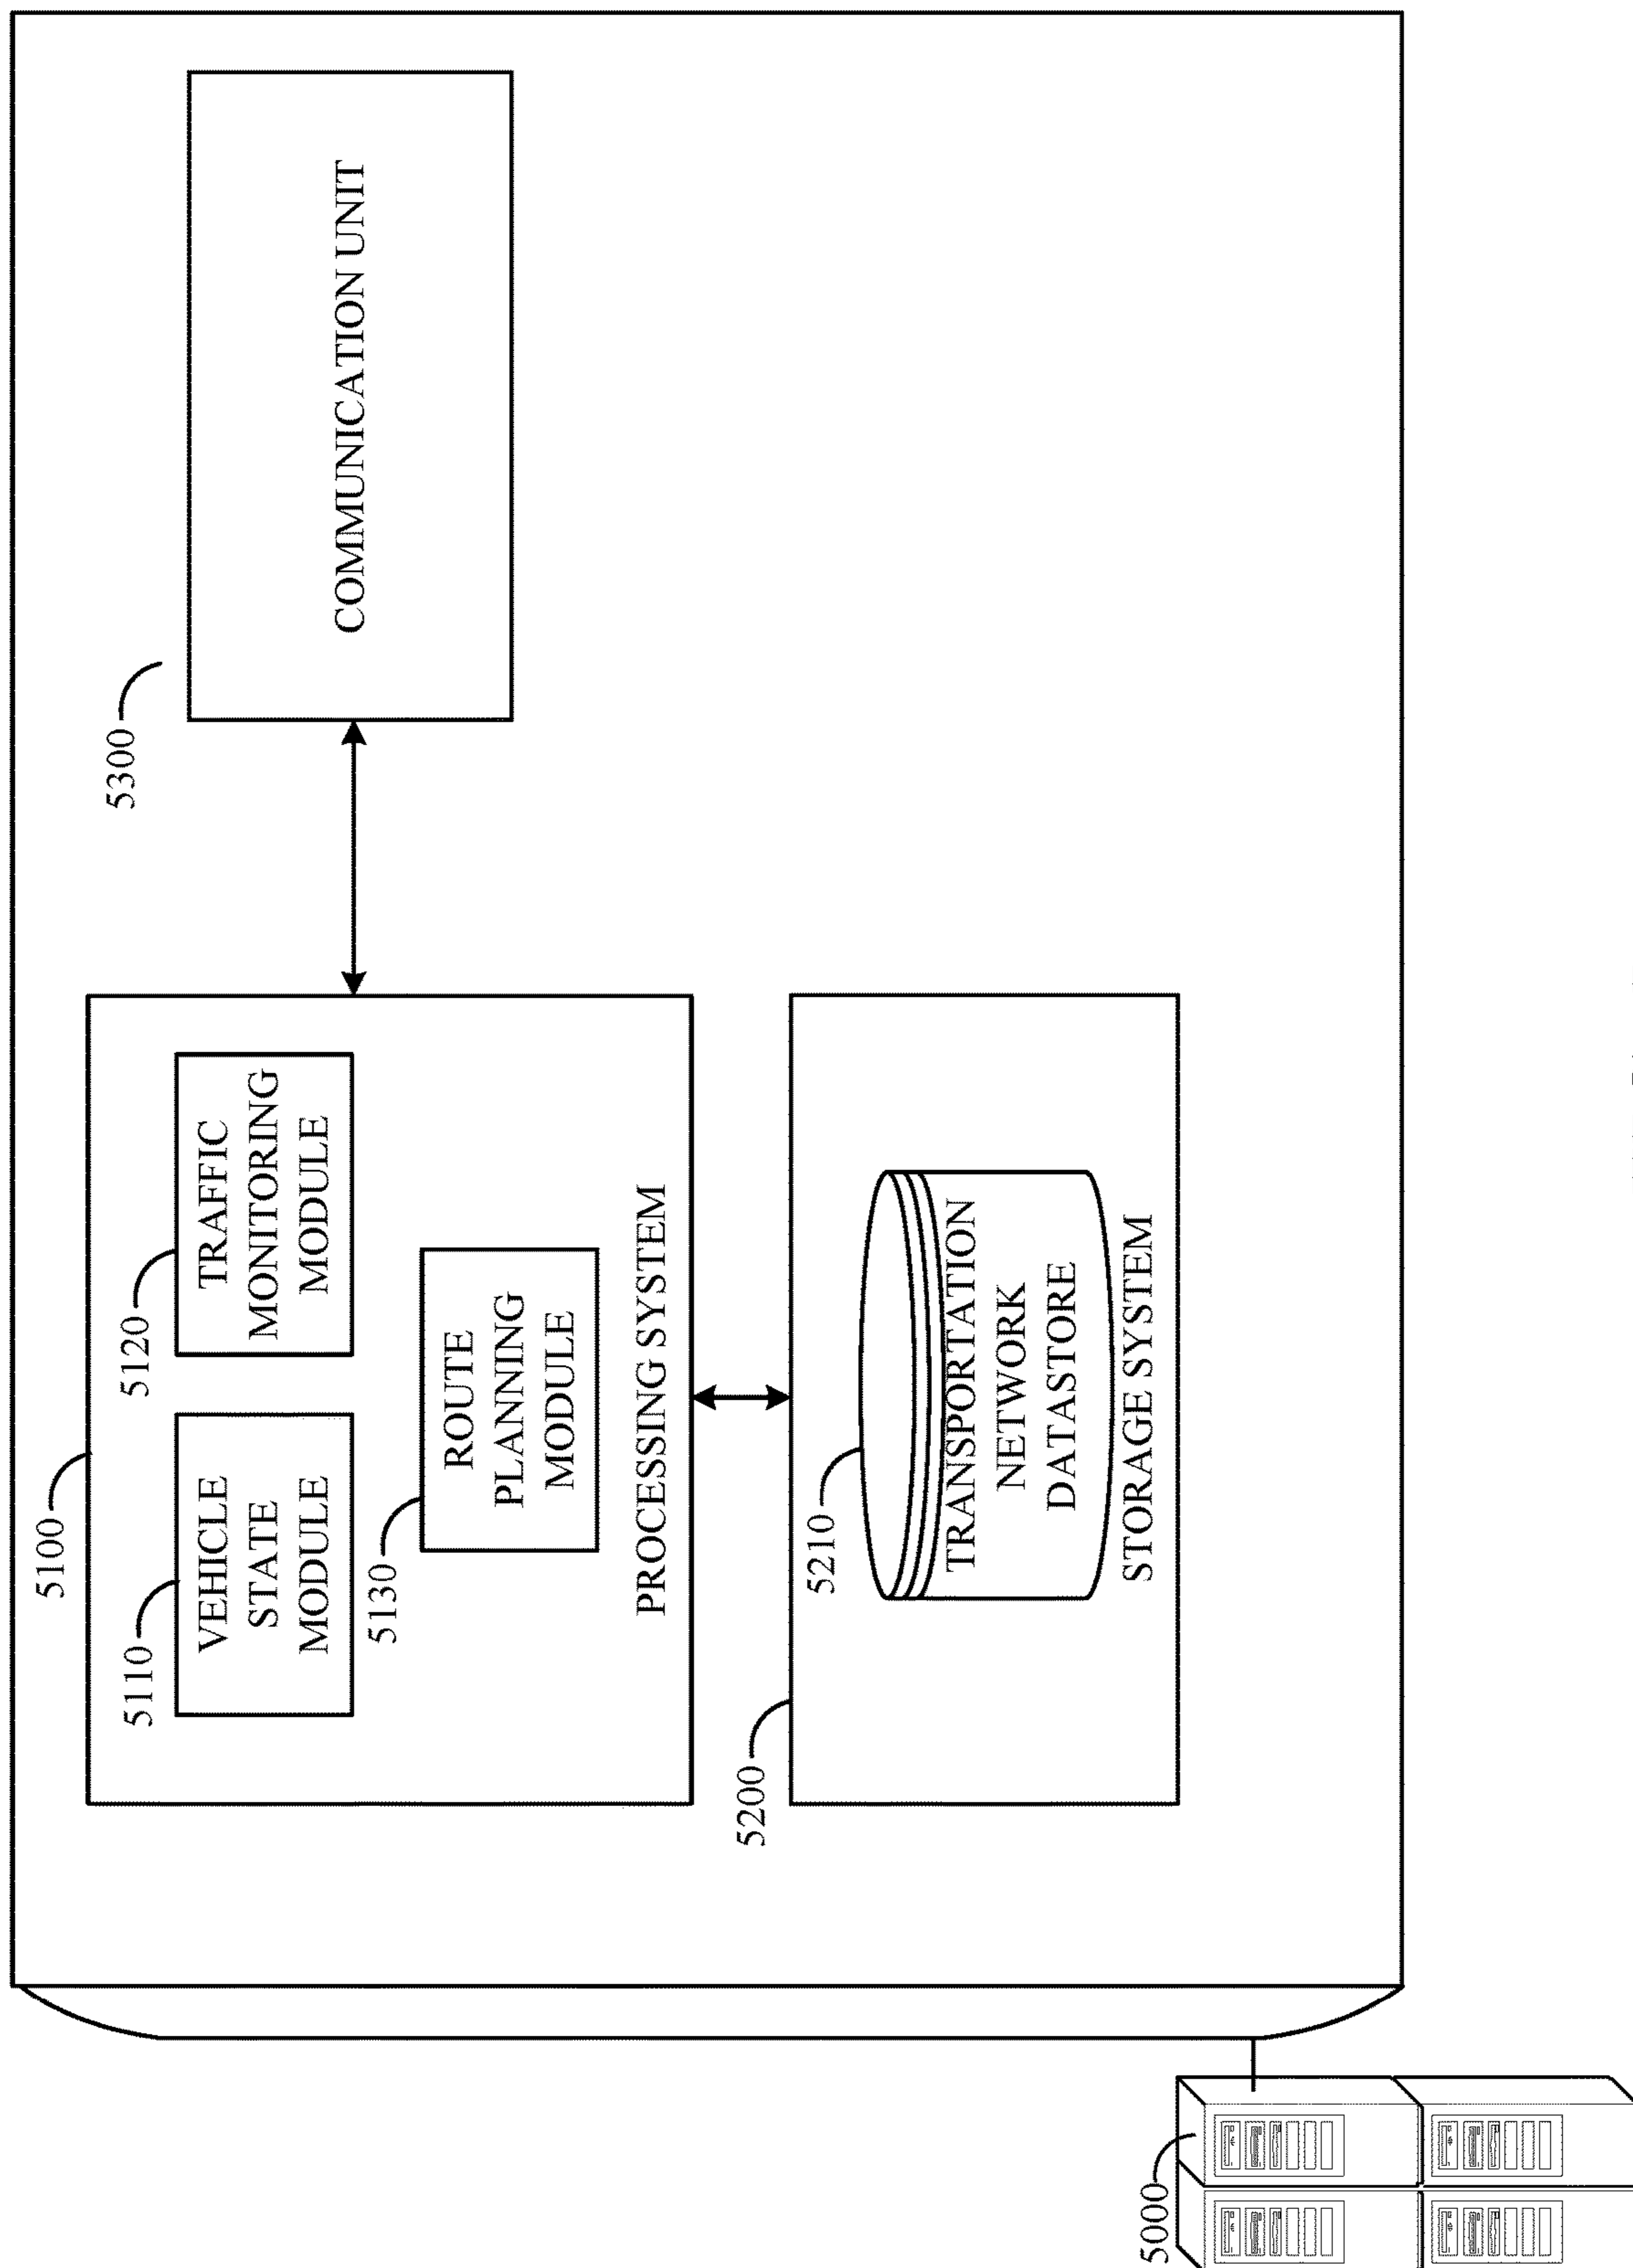 5000
5100
5110
VEHICLE
STATE
MODULE
5120
TRAFFIC
MONITORING
MODULE
5130
ROUTE
PLANNING
MODULE
PROCESSING SYSTEM
5300
COMMUNICATION UNIT
5200
5210
TRANSPORTATION
NETWORK
DATASTORE
STORAGE SYSTEM